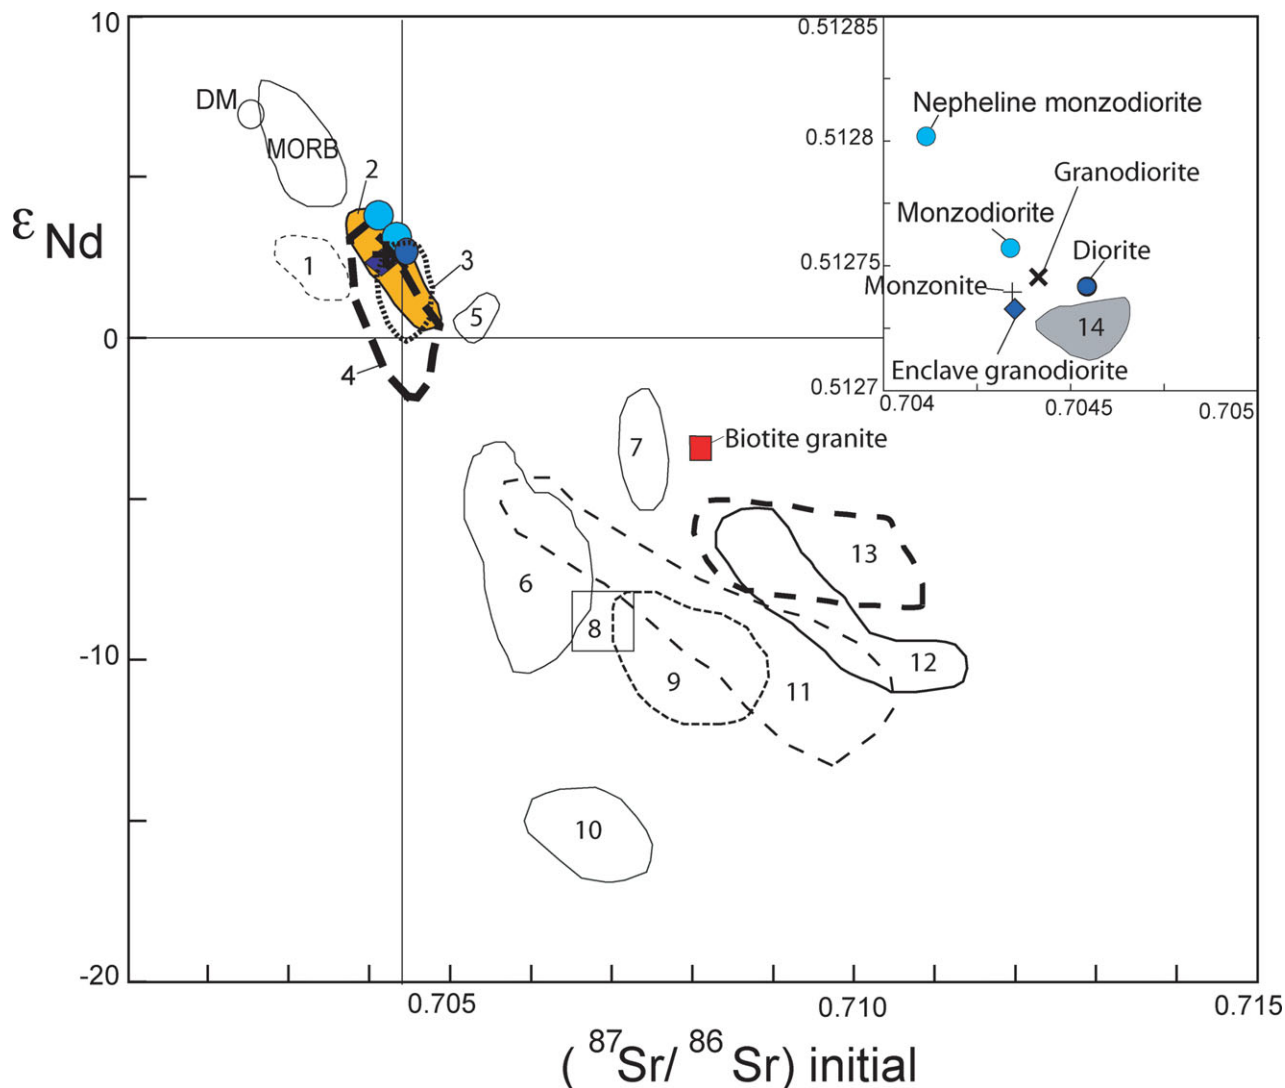 10
0.51285
DM
Nepheline monzodiorite
0.5128
MORB
Granodiorite
2
ε Nd
Monzodiorite
1
3
Diorite
0.51275
Monzonite
5
14
0
4
Enclave granodiorite
0.5127
0.704
0.7045
0.705
7
Biotite granite
13
6
8
12
-10
9
11
10
-20
0.705
0.710
0.715
( 87Sr/ 86 Sr) initial